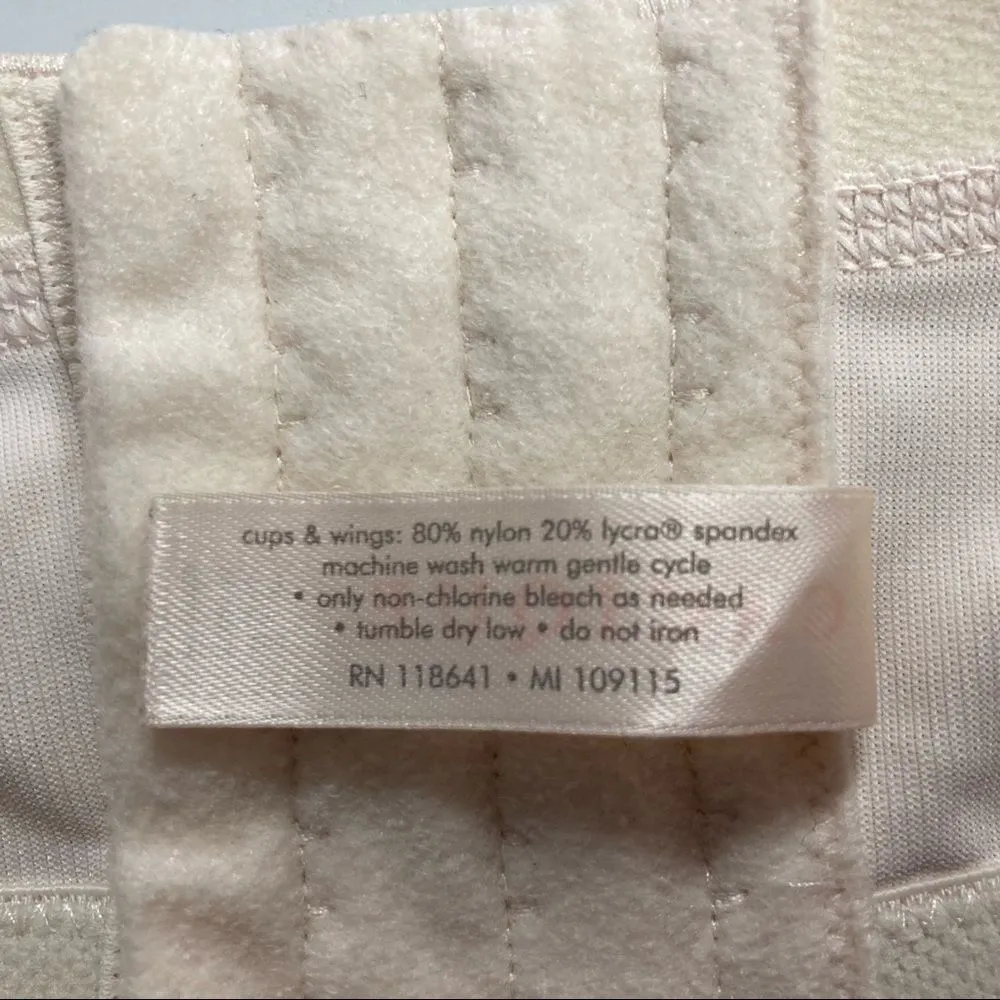 cups & wings: 80% nylon 20% lycra® spandex
machine wash warm gentle cycle
• only non-chlorine bleach as needed
• tumble dry low • do not iron
RN 118641 • MI 109115